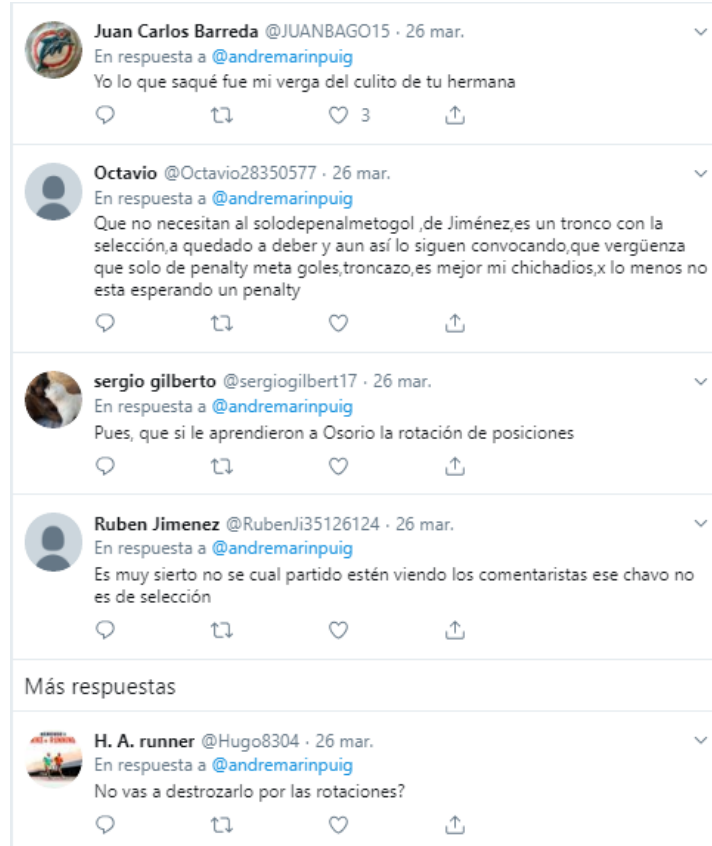 Juan Carlos Barreda @JUANBAGO15 · 26 mar.
En respuesta a @andremarinpuig
Yo lo que saqué fue mi verga del culito de tu hermana
3
Octavio @Octavio28350577 · 26 mar.
En respuesta a @andremarinpuig
Que no necesitan al solodepenalmetogol ,de Jiménez,es un tronco con la
selección,a quedado a deber y aun así lo siguen convocando,que vergüenza
que solo de penalty meta goles,troncazo,es mejor mi chichadios,x lo menos no
esta esperando un penalty
sergio gilberto @sergiogilbert17 · 26 mar.
En respuesta a @andremarinpuig
Pues, que si le aprendieron a Osorio la rotación de posiciones
Ruben Jimenez @RubenJi35126124 · 26 mar.
En respuesta a @andremarinpuig
Es muy sierto no se cual partido estén viendo los comentaristas ese chavo no
es de selección
Más respuestas
H. A. runner @Hugo8304 · 26 mar.
En respuesta a @andremarinpuig
No vas a destrozarlo por las rotaciones?